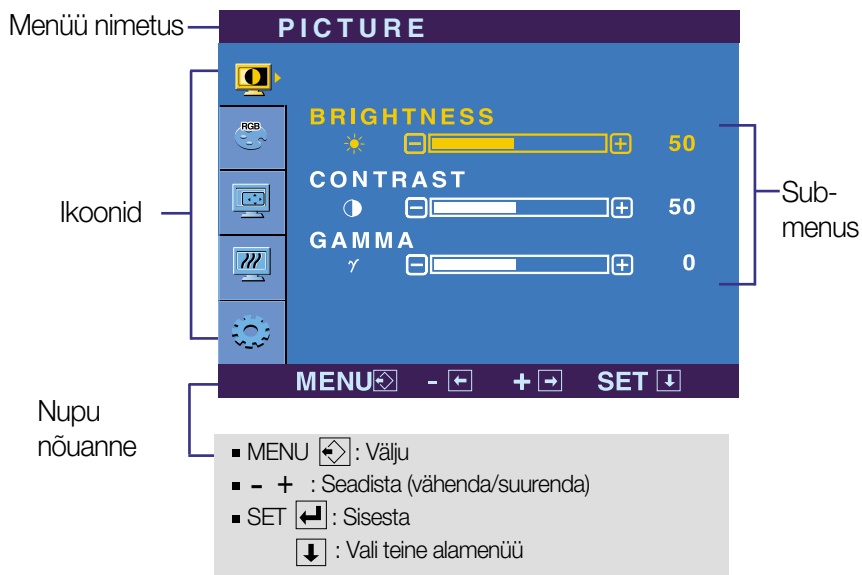 Menüü nimetus
PICTURE
RGB
BRIGHTNESS
50
CONTRAST
50
GAMMA
γ
0
Ikoonid
Sub-
menus
MENU - + SET
Nupu
nõuanne
MENU : Välju
- + : Seadista (vähenda/suurenda)
SET : Sisesta
: Vali teine alamenüü